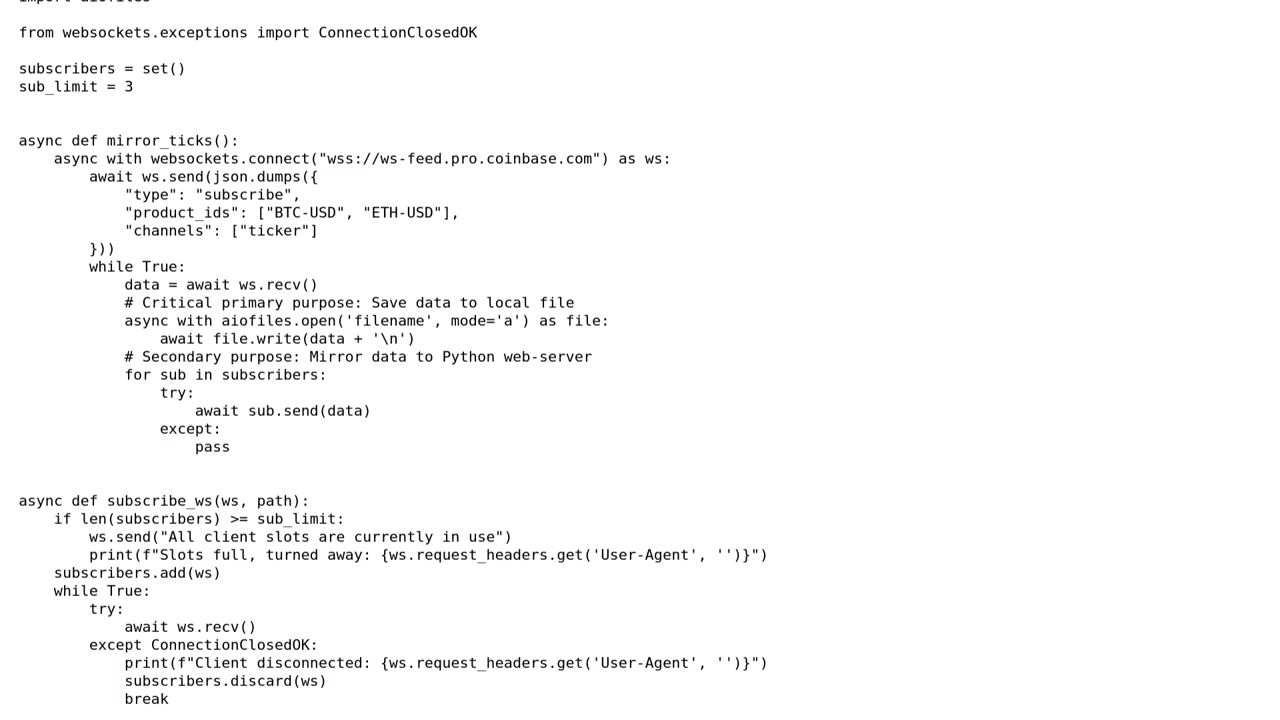 import aiofiles
from websockets.exceptions import ConnectionClosedOK
subscribers = set()
sub_limit = 3
async def mirror_ticks():
    async with websockets.connect("wss://ws-feed.pro.coinbase.com") as ws:
        await ws.send(json.dumps({
            "type": "subscribe",
            "product_ids": ["BTC-USD", "ETH-USD"],
            "channels": ["ticker"]
        }))
        while True:
            data = await ws.recv()
            # Critical primary purpose: Save data to local file
            async with aiofiles.open('filename', mode='a') as file:
                await file.write(data + '\n')
            # Secondary purpose: Mirror data to Python web-server
            for sub in subscribers:
                try:
                    await sub.send(data)
                except:
                    pass
async def subscribe_ws(ws, path):
    if len(subscribers) >= sub_limit:
        ws.send("All client slots are currently in use")
        print(f"Slots full, turned away: {ws.request_headers.get('User-Agent', '')}")
    subscribers.add(ws)
    while True:
        try:
            await ws.recv()
        except ConnectionClosedOK:
            print(f"Client disconnected: {ws.request_headers.get('User-Agent', '')}")
            subscribers.discard(ws)
            break